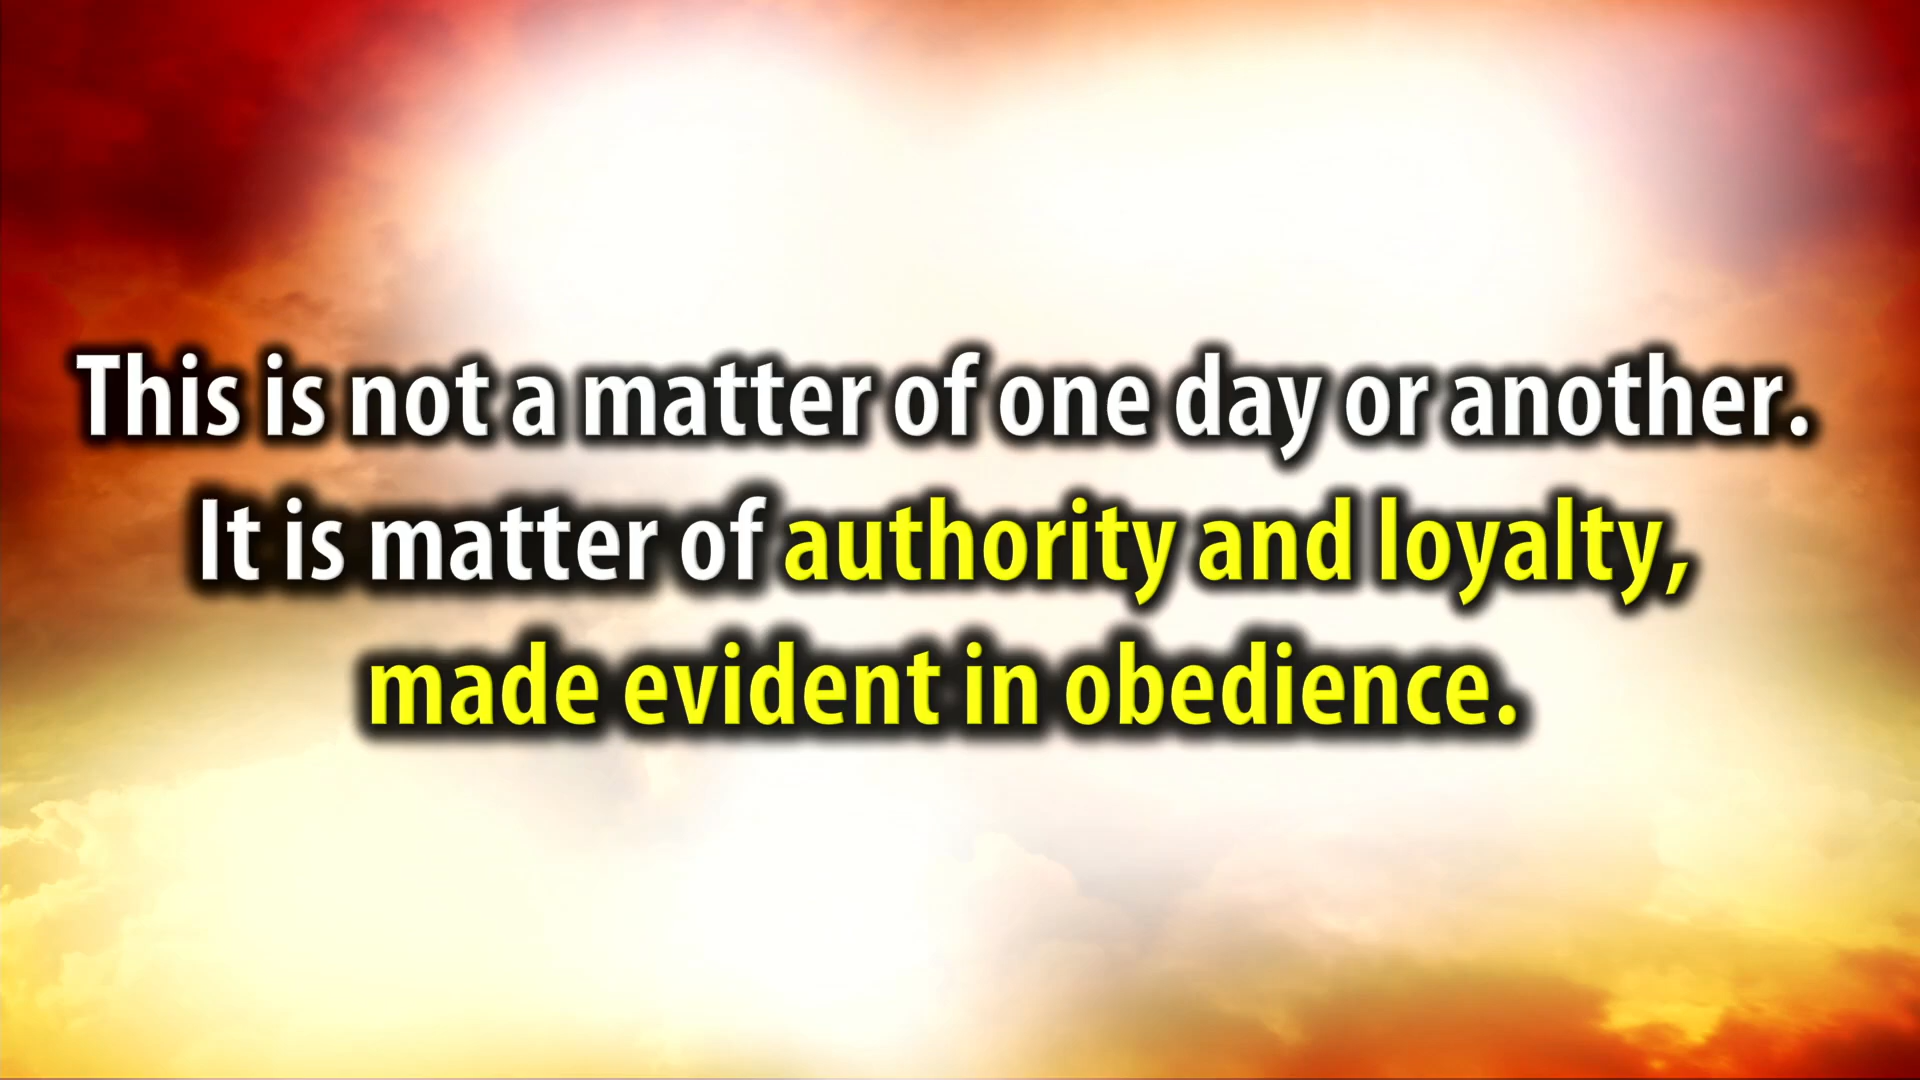 This is not a matter of one day or another.
It is matter of authority and loyalty,
made evident in obedience.